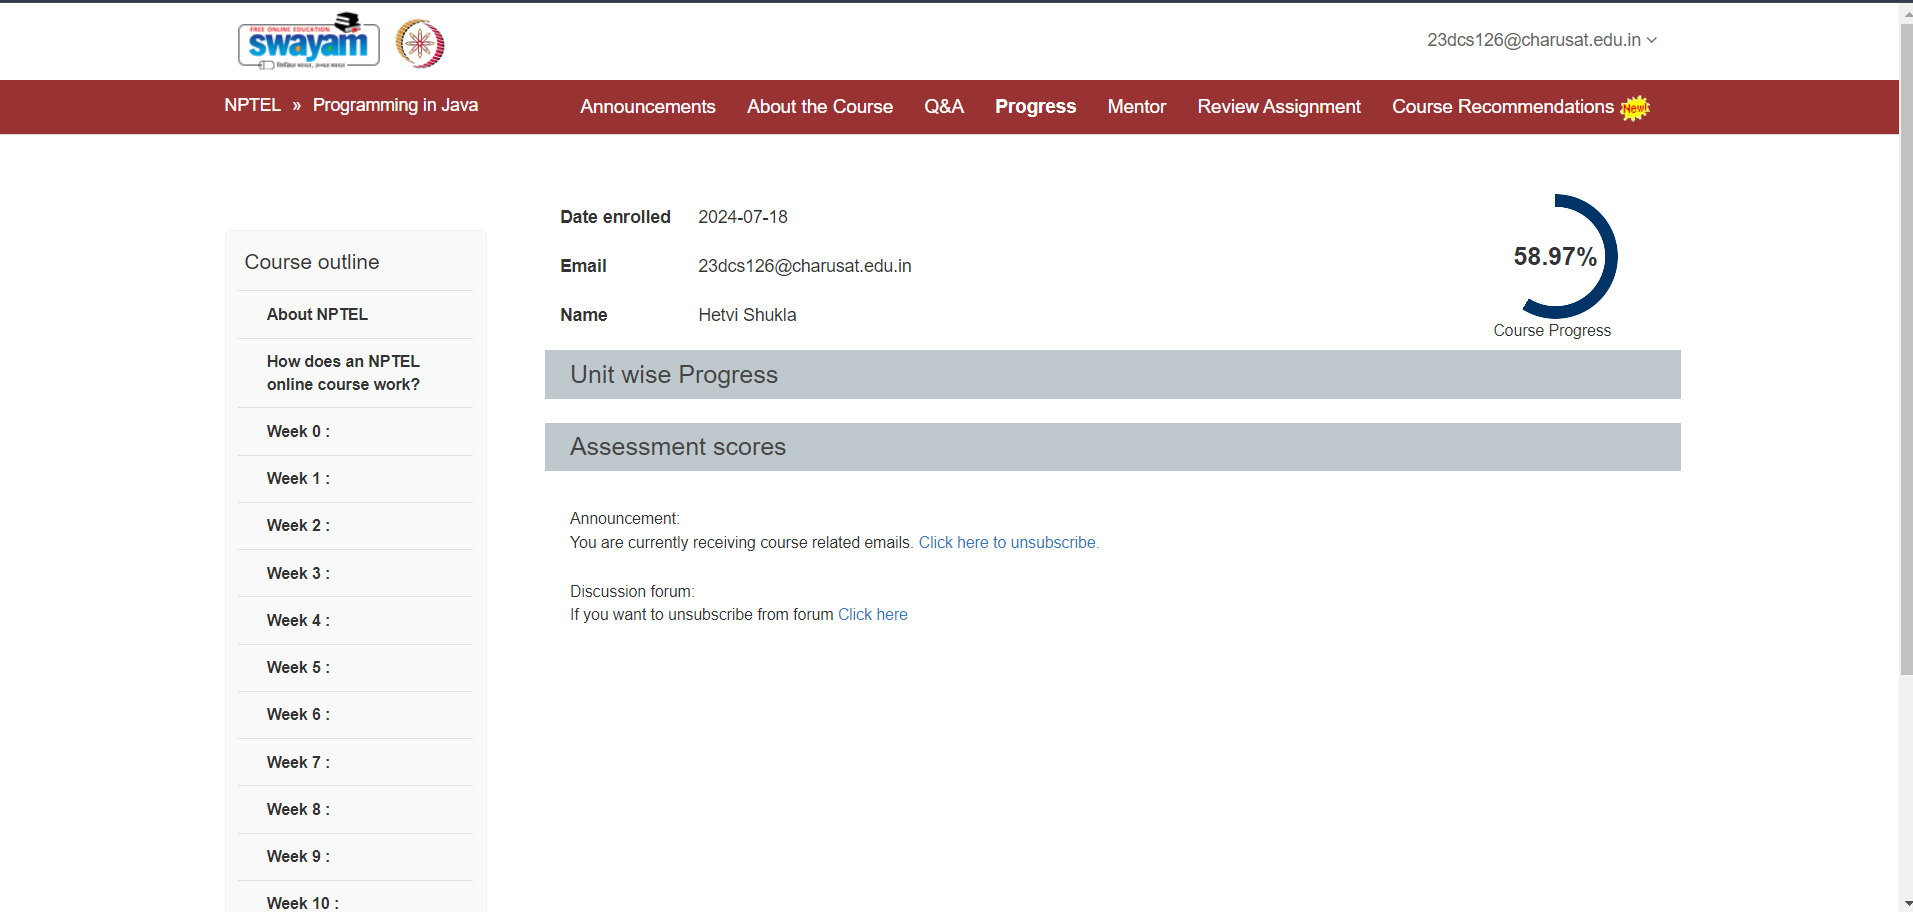 FREE ONLINE EDUCATION
swayam
23dcs126@charusat.edu.in
NPTEL » Programming in Java
Announcements About the Course Q&A Progress Mentor Review Assignment Course Recommendations New!
Course outline
About NPTEL
How does an NPTEL
online course work?
Week 0 :
Week 1 :
Week 2 :
Week 3 :
Week 4 :
Week 5 :
Week 6 :
Week 7 :
Week 8 :
Week 9 :
Week 10 :
Date enrolled 2024-07-18
Email 23dcs126@charusat.edu.in
Name Hetvi Shukla
58.97%
Course Progress
Unit wise Progress
Assessment scores
Announcement:
You are currently receiving course related emails. Click here to unsubscribe.
Discussion forum:
If you want to unsubscribe from forum Click here